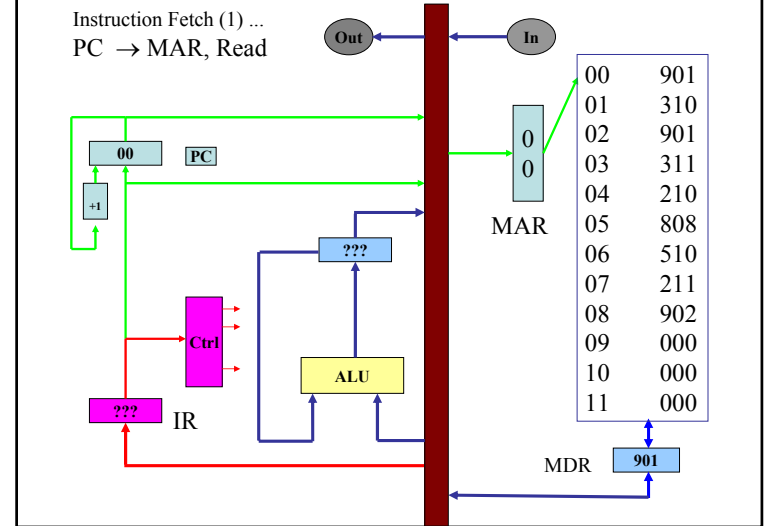 Instruction Fetch (1) ...
PC → MAR, Read
Out
In
00 901
01 310
02 901
03 311
04 210
05 808
06 510
07 211
08 902
09 000
10 000
11 000
0
0
MAR
00
PC
+1
???
Ctrl
ALU
???
IR
MDR
901